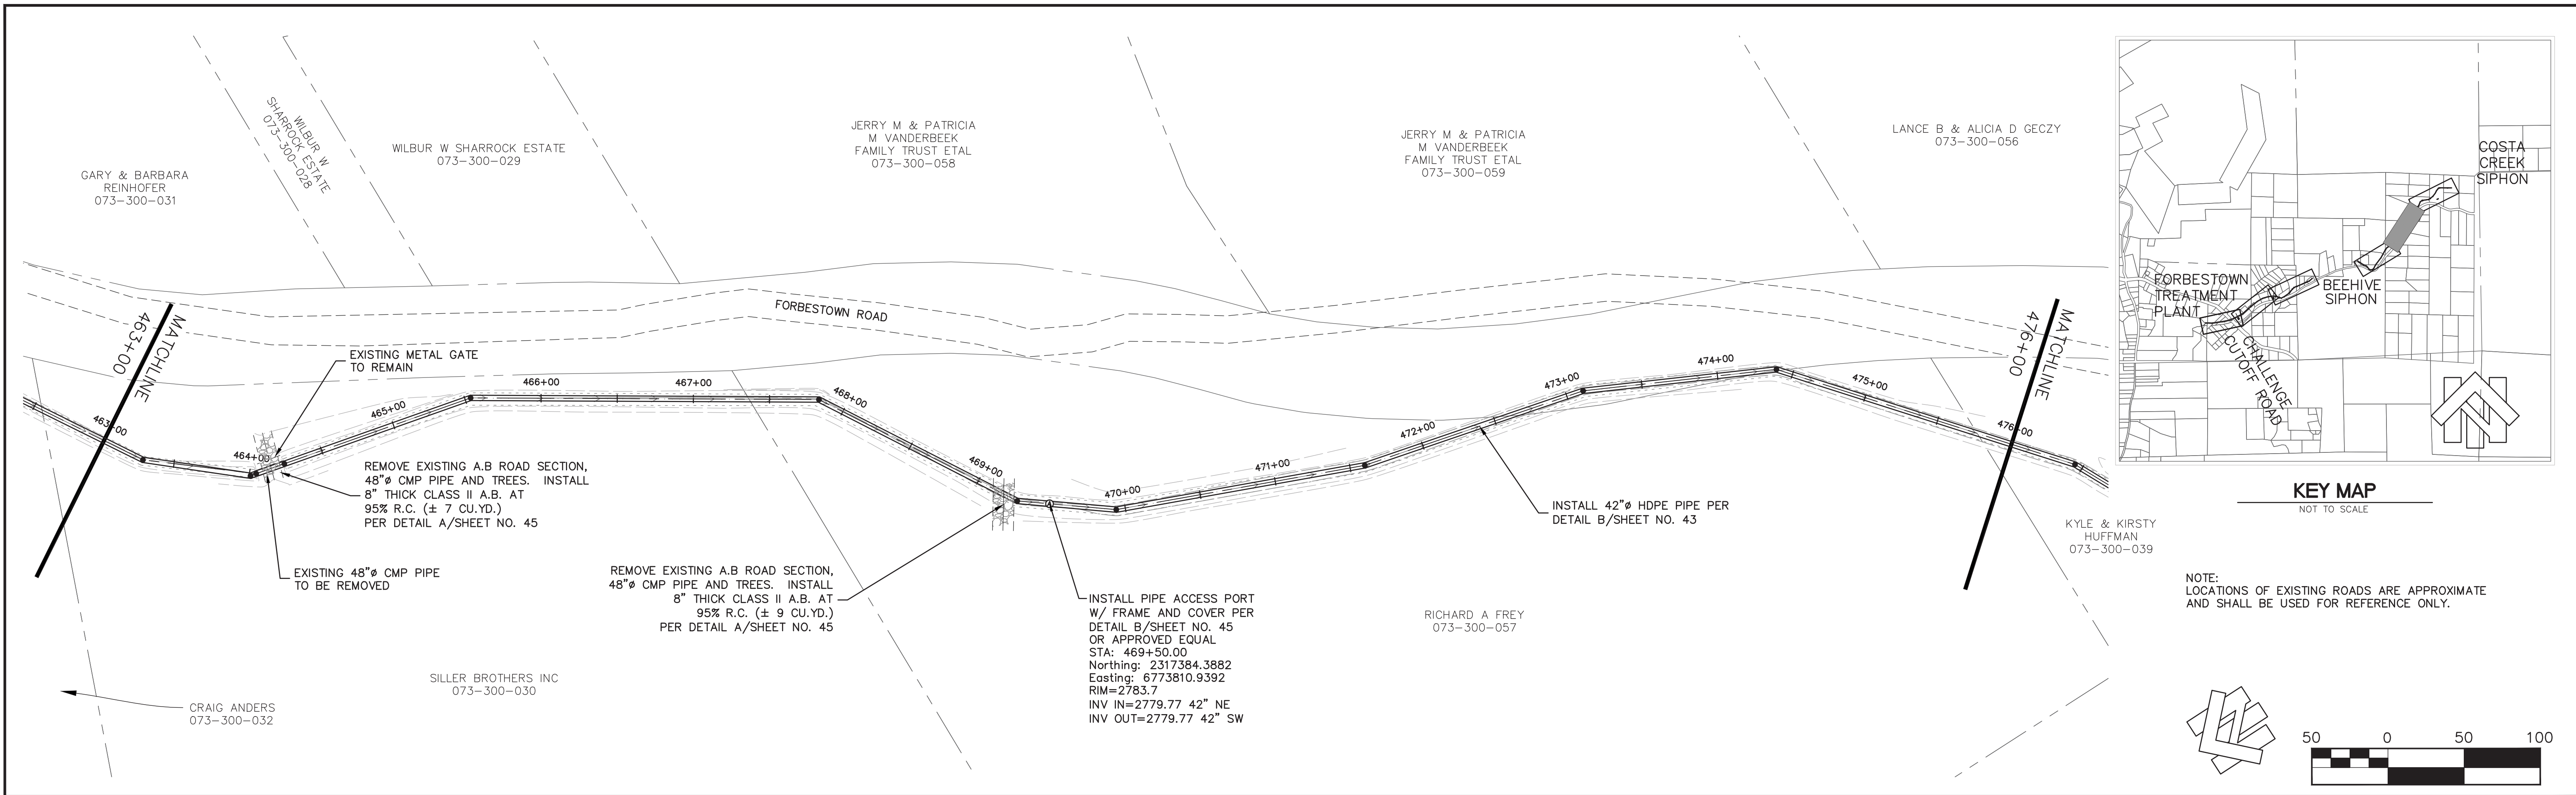 GARY & BARBARA
REINHOFER
073-300-031
WILBUR W
SHARROCK ESTATE
073-300-028
WILBUR W SHARROCK ESTATE
073-300-029
JERRY M & PATRICIA
M VANDERBEEK
FAMILY TRUST ETAL
073-300-058
JERRY M & PATRICIA
M VANDERBEEK
FAMILY TRUST ETAL
073-300-059
LANCE B & ALICIA D GECZY
073-300-056
FORBESTOWN ROAD
MATCHLINE
463+00
EXISTING METAL GATE
TO REMAIN
463+00
464+00
465+00
466+00
467+00
468+00
469+00
470+00
471+00
472+00
473+00
474+00
475+00
476+00
MATCHLINE
476+00
REMOVE EXISTING A.B ROAD SECTION,
48"ø CMP PIPE AND TREES. INSTALL
8" THICK CLASS II A.B. AT
95% R.C. (± 7 CU.YD.)
PER DETAIL A/SHEET NO. 45
EXISTING 48"ø CMP PIPE
TO BE REMOVED
REMOVE EXISTING A.B ROAD SECTION,
48"ø CMP PIPE AND TREES. INSTALL
8" THICK CLASS II A.B. AT
95% R.C. (± 9 CU.YD.)
PER DETAIL A/SHEET NO. 45
INSTALL PIPE ACCESS PORT
W/ FRAME AND COVER PER
DETAIL B/SHEET NO. 45
OR APPROVED EQUAL
STA: 469+50.00
Northing: 2317384.3882
Easting: 6773810.9392
RIM=2783.7
INV IN=2779.77 42" NE
INV OUT=2779.77 42" SW
INSTALL 42"ø HDPE PIPE PER
DETAIL B/SHEET NO. 43
RICHARD A FREY
073-300-057
SILLER BROTHERS INC
073-300-030
CRAIG ANDERS
073-300-032
KYLE & KIRSTY
HUFFMAN
073-300-039
COSTA
CREEK
SIPHON
FORBESTOWN
TREATMENT
PLANT
BEEHIVE
SIPHON
CHALLENGE
CUTOFF ROAD
N
KEY MAP
NOT TO SCALE
NOTE:
LOCATIONS OF EXISTING ROADS ARE APPROXIMATE
AND SHALL BE USED FOR REFERENCE ONLY.
N
50 0 50 100